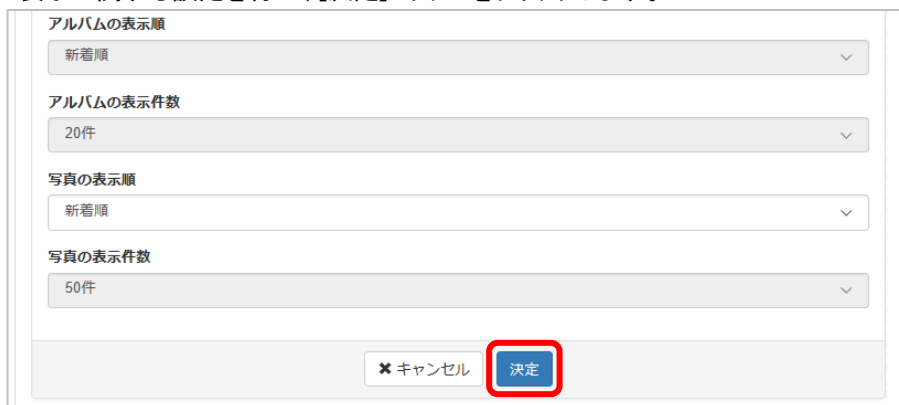 アルバムの表示順
新着順
アルバムの表示件数
20件
写真の表示順
新着順
写真の表示件数
50件
✖ キャンセル 決定